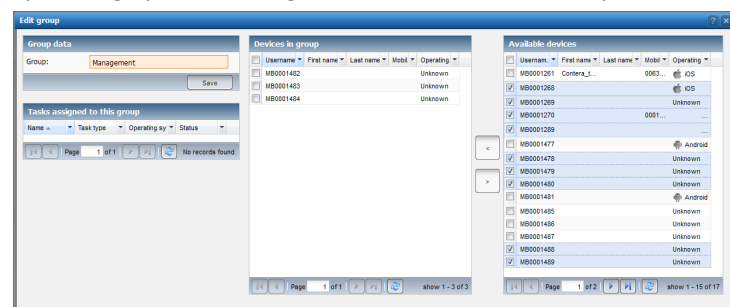 Edit group
Group data
Group: Management
Save
Tasks assigned to this group
Name Task type Operating sy Status
Page 1 of 1 No records found.
Devices in group
Username First name Last name Mobil. Operating
MB0001482 Unknown
MB0001483 Unknown
MB0001484 Unknown
Page 1 of 1 show 1 - 3 of 3
<
>
Available devices
Usernam. First name Last name Mobil Operating
MB0001261 Contera_t... 0063... iOS
MB0001268 iOS
MB0001269 Unknown
MB0001270 0001... ...
MB0001289 ...
MB0001477 Android
MB0001478 Unknown
MB0001479 Unknown
MB0001480 Unknown
MB0001481 Android
MB0001485 Unknown
MB0001486 Unknown
MB0001487 Unknown
MB0001488 Unknown
MB0001489 Unknown
Page 1 of 2 show 1 - 15 of 17